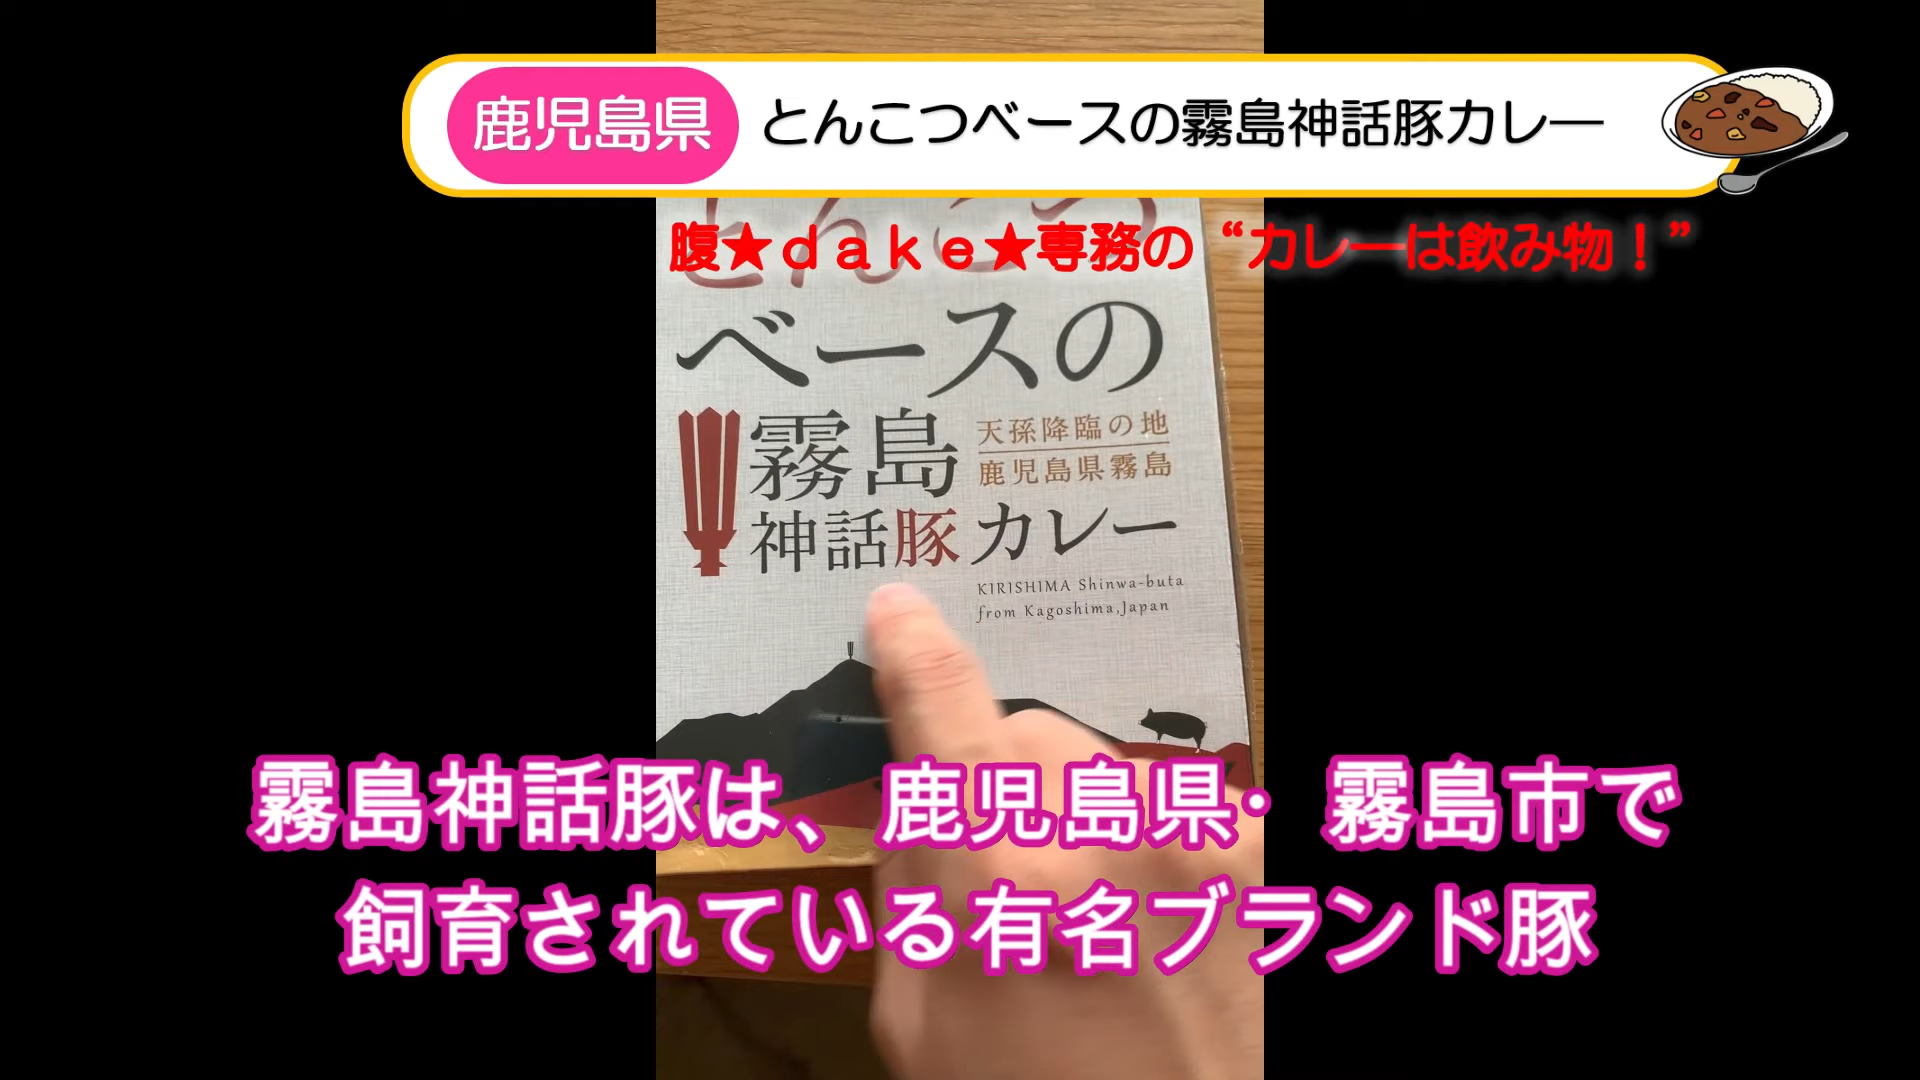 鹿児島県 とんこつベースの霧島神話豚カレー
腹★dake★専務の“カレーは飲み物！”
とんこつ
ベースの
霧島
神話豚カレー
天孫降臨の地
鹿児島県霧島
KIRISHIMA Shinwa-buta
from Kagoshima,Japan
霧島神話豚は、鹿児島県・霧島市で
飼育されている有名ブランド豚